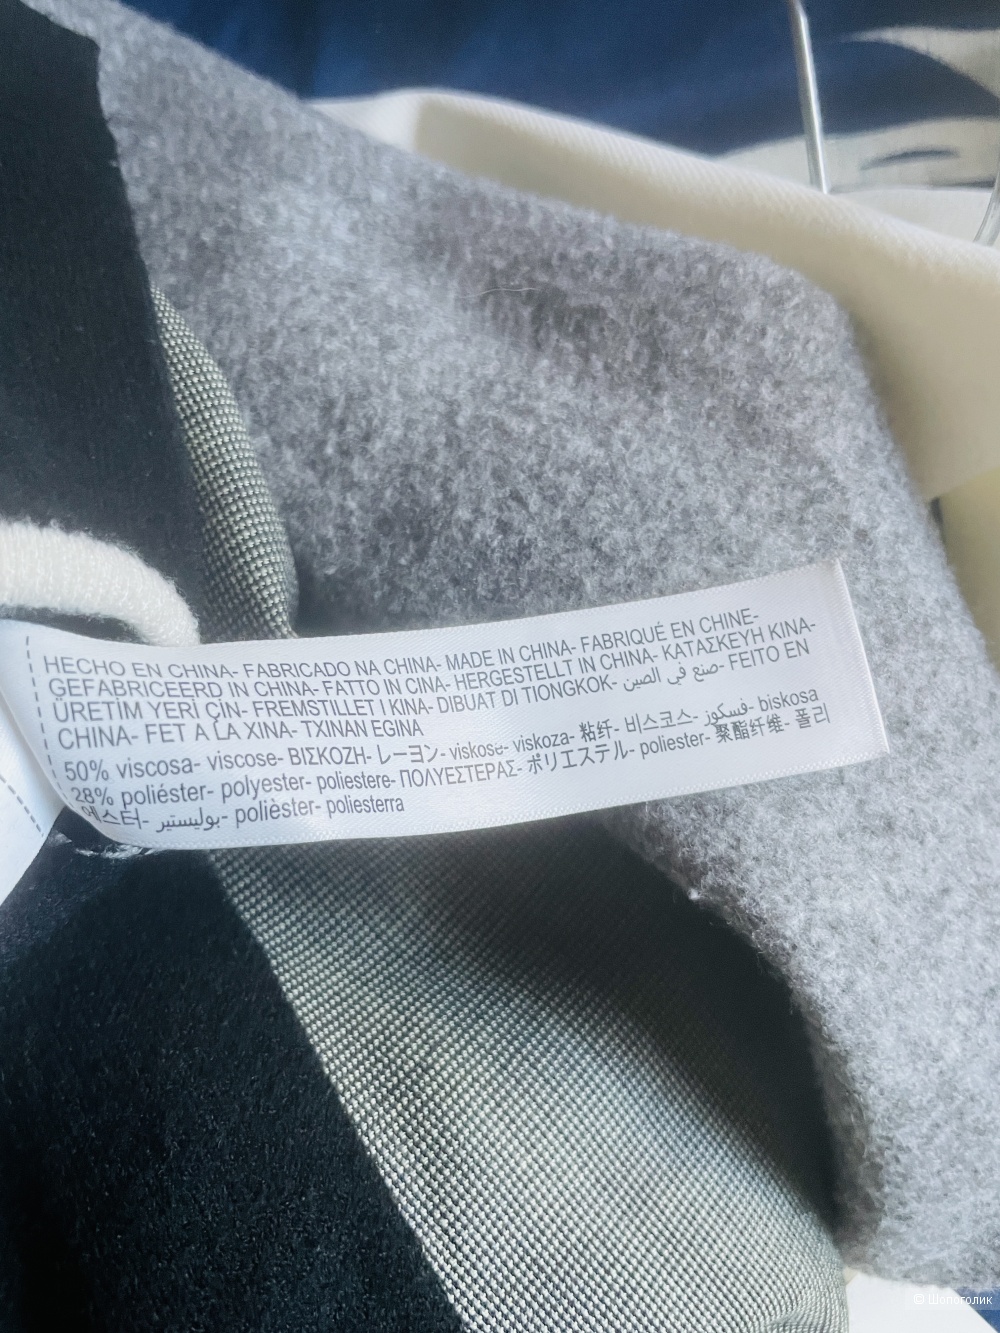 HECHO EN CHINA- FABRICADO NA CHINA- MADE IN CHINA- FABRIQUÉ EN CHINE-
GEFABRICEERD IN CHINA- FATTO IN CINA- HERGESTELLT IN CHINA- ΚΑΤΑΣΚΕΥΗ ΚΙΝΑ-
ÜRETİM YERİ ÇİN- FREMSTILLET I KINA- DIBUAT DI TIONGKOK- صنع في الصين- FEITO EN
CHINA- FET A LA XINA- TXINAN EGINA
50% viscosa- viscose- ΒΙΣΚΟΖΗ- レーヨン- viskose- viskoza- 粘纤- 비스코스- فسكوز- biskosa
28% poliéster- polyester- poliestere- ΠΟΛΥΕΣΤΕΡΑΣ- ポリエステル- poliester- 聚酯纤维- 폴리
에스터- بوليستير- polièster- poliesterra
© Шопоголик